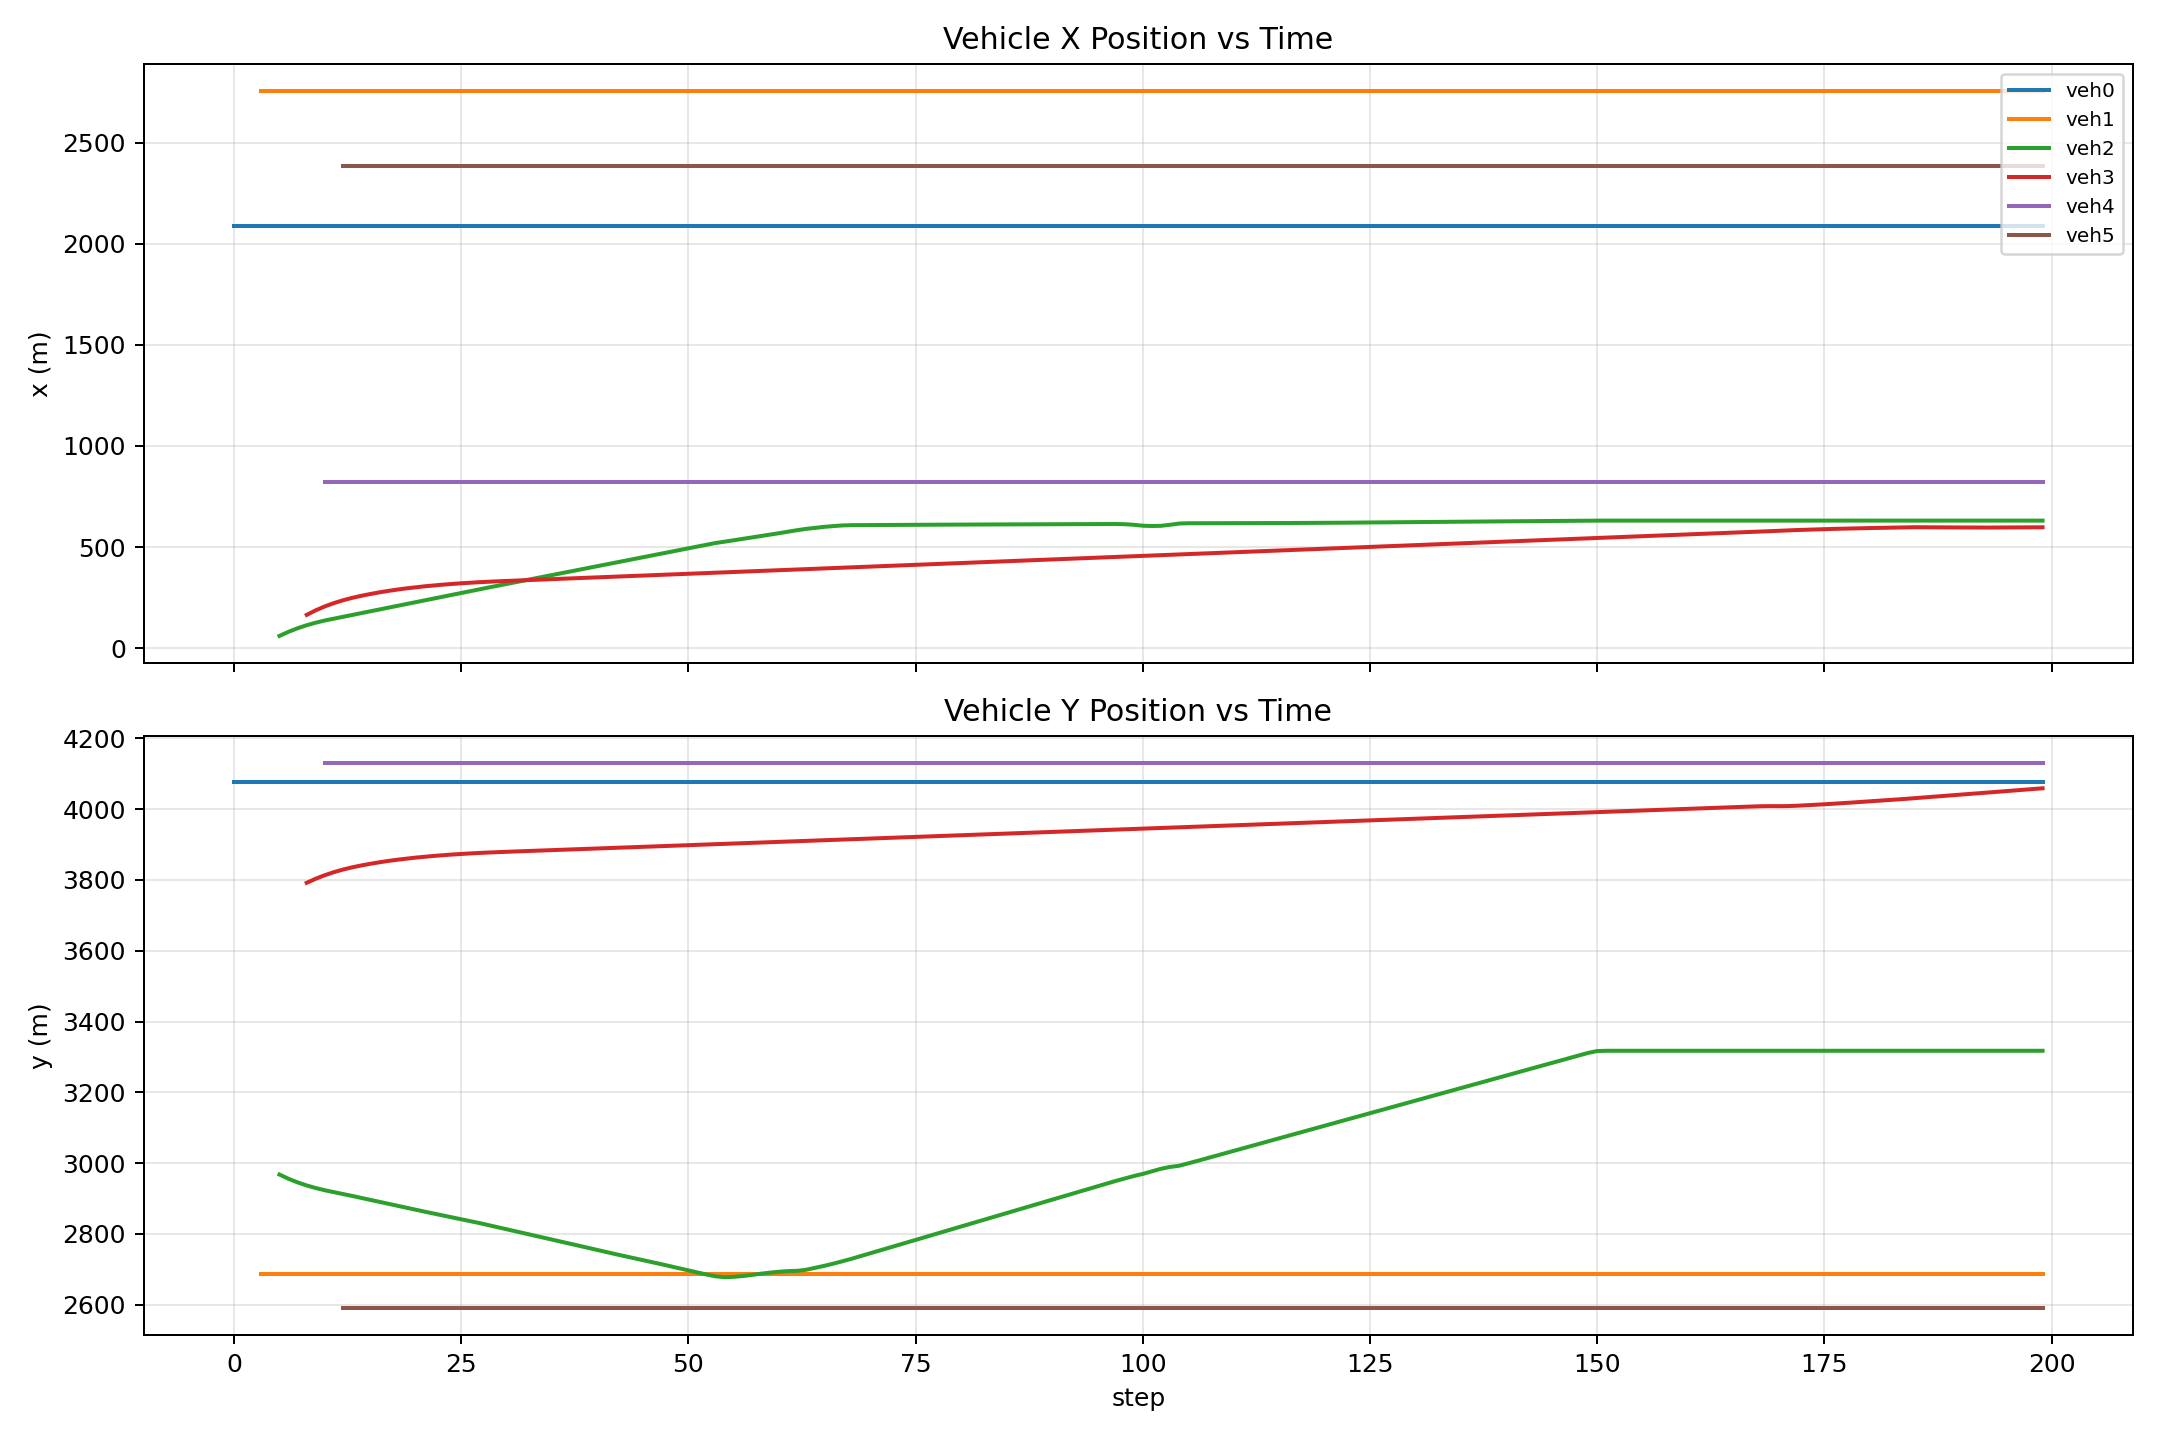 Vehicle X Position vs Time
2500
2000
1500
1000
500
0
x (m)
veh0
veh1
veh2
veh3
veh4
veh5
Vehicle Y Position vs Time
4200
4000
3800
3600
3400
3200
3000
2800
2600
y (m)
0 25 50 75 100 125 150 175 200
step